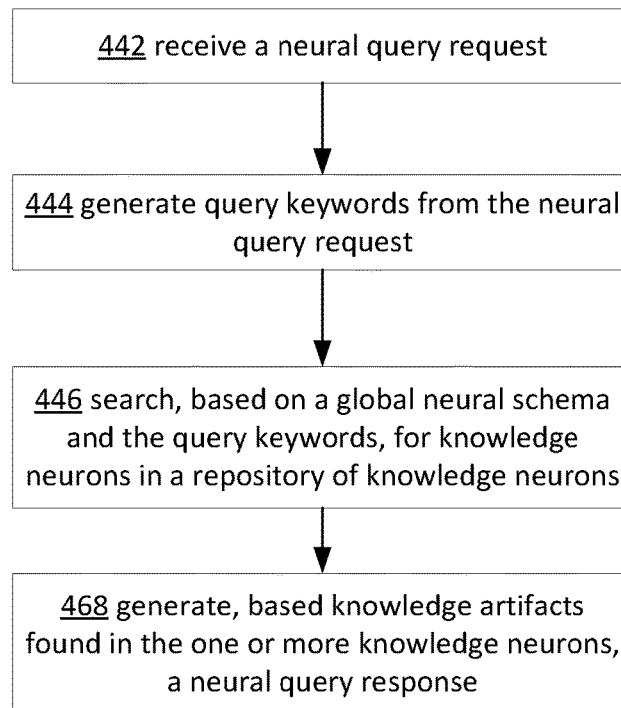 442 receive a neural query request
444 generate query keywords from the neural
query request
446 search, based on a global neural schema
and the query keywords, for knowledge
neurons in a repository of knowledge neurons
468 generate, based knowledge artifacts
found in the one or more knowledge neurons,
a neural query response